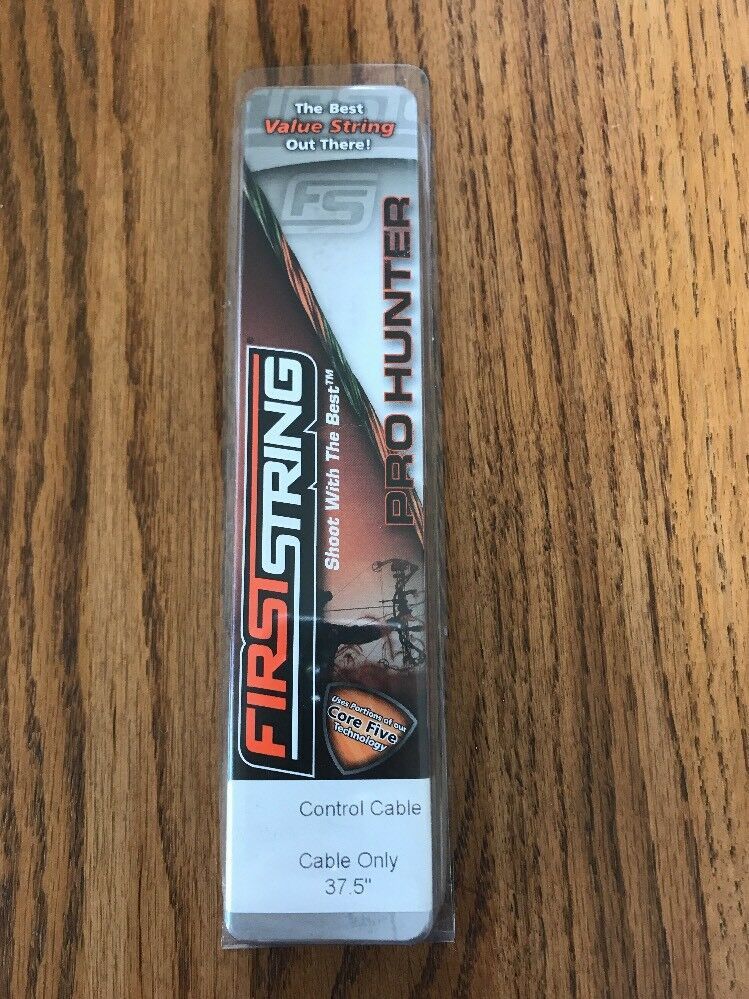 The Best
Value String
Out There!
FS
PRO HUNTER
FIRSTSTRING
Shoot With The Best™
Uses Portions of our
Core Five
Technology
Control Cable
Cable Only
37.5"